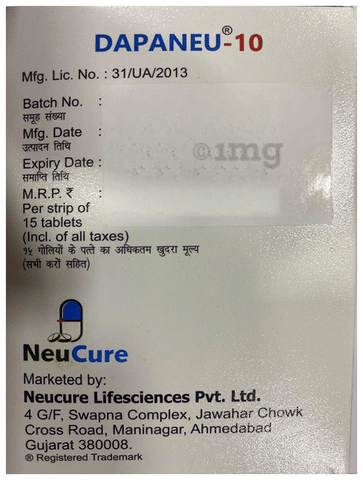 DAPANEU®-10
Mfg. Lic. No. : 31/UA/2013
Batch No. :
समूह संख्या
Mfg. Date :
उत्पादन तिथि
Expiry Date :
समाप्ति तिथि
M.R.P. ₹ :
Per strip of
15 tablets
(Incl. of all taxes)
१५ गोलियों के पत्ते का अधिकतम खुदरा मूल्य
(सभी करों सहित)
1mg
NeuCure
Marketed by:
Neucure Lifesciences Pvt. Ltd.
4 G/F, Swapna Complex, Jawahar Chowk
Cross Road, Maninagar, Ahmedabad
Gujarat 380008.
® Registered Trademark